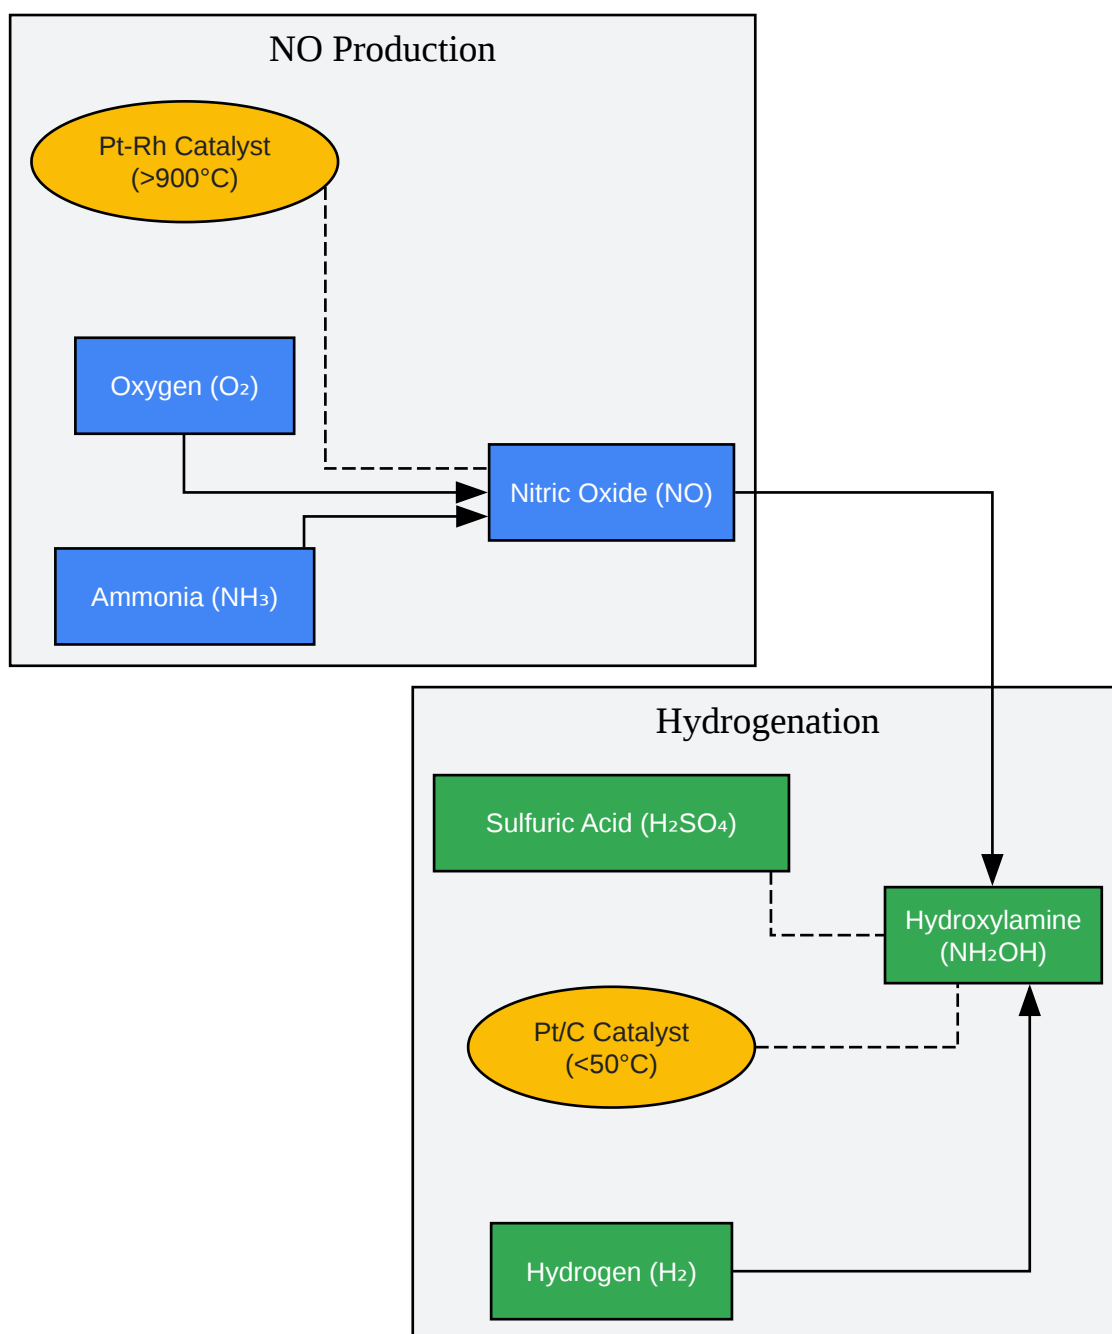 NO Production
Pt-Rh Catalyst
(>900°C)
Oxygen (O₂)
Nitric Oxide (NO)
Ammonia (NH₃)
Hydrogenation
Sulfuric Acid (H₂SO₄)
Hydroxylamine
(NH₂OH)
Pt/C Catalyst
(<50°C)
Hydrogen (H₂)